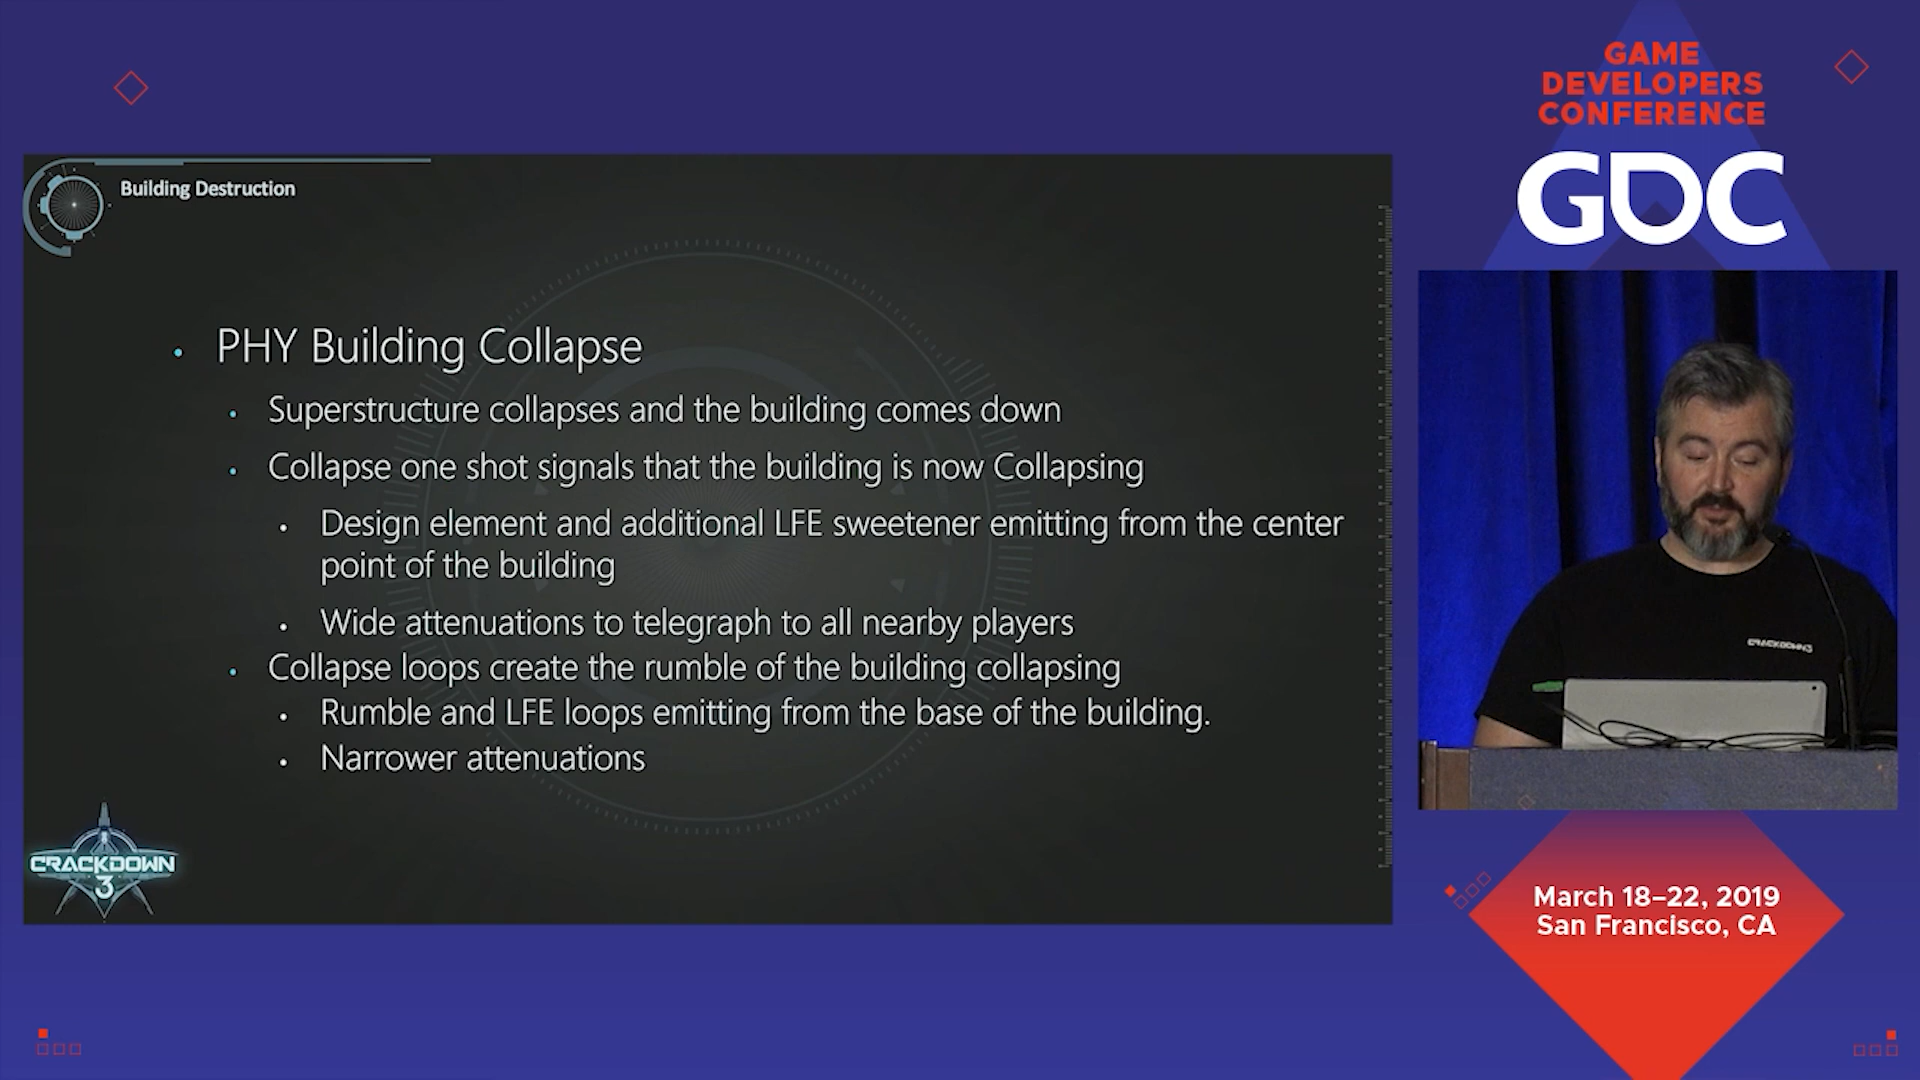 GAME
DEVELOPERS
CONFERENCE
GDC
Building Destruction
PHY Building Collapse
Superstructure collapses and the building comes down
Collapse one shot signals that the building is now Collapsing
Design element and additional LFE sweetener emitting from the center
point of the building
Wide attenuations to telegraph to all nearby players
Collapse loops create the rumble of the building collapsing
Rumble and LFE loops emitting from the base of the building.
Narrower attenuations
CRACKDOWN
3
CRACKDOWN3
March 18–22, 2019
San Francisco, CA